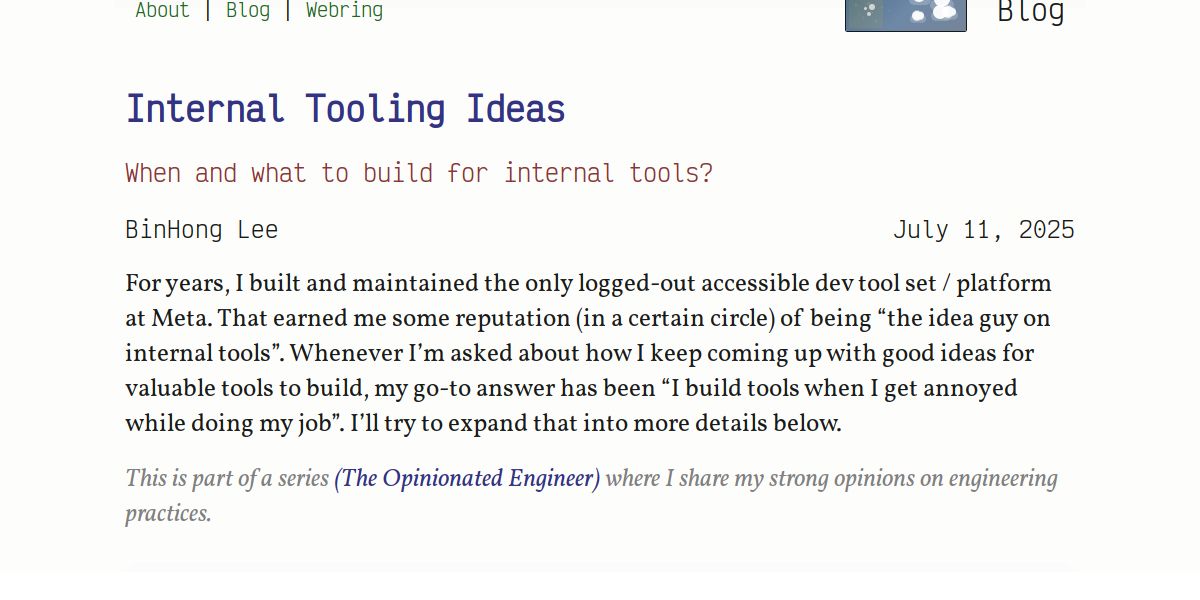 About | Blog | Webring
Blog
Internal Tooling Ideas
When and what to build for internal tools?
BinHong Lee
July 11, 2025
For years, I built and maintained the only logged-out accessible dev tool set / platform
at Meta. That earned me some reputation (in a certain circle) of being “the idea guy on
internal tools”. Whenever I’m asked about how I keep coming up with good ideas for
valuable tools to build, my go-to answer has been “I build tools when I get annoyed
while doing my job”. I’ll try to expand that into more details below.
This is part of a series (The Opinionated Engineer) where I share my strong opinions on engineering
practices.